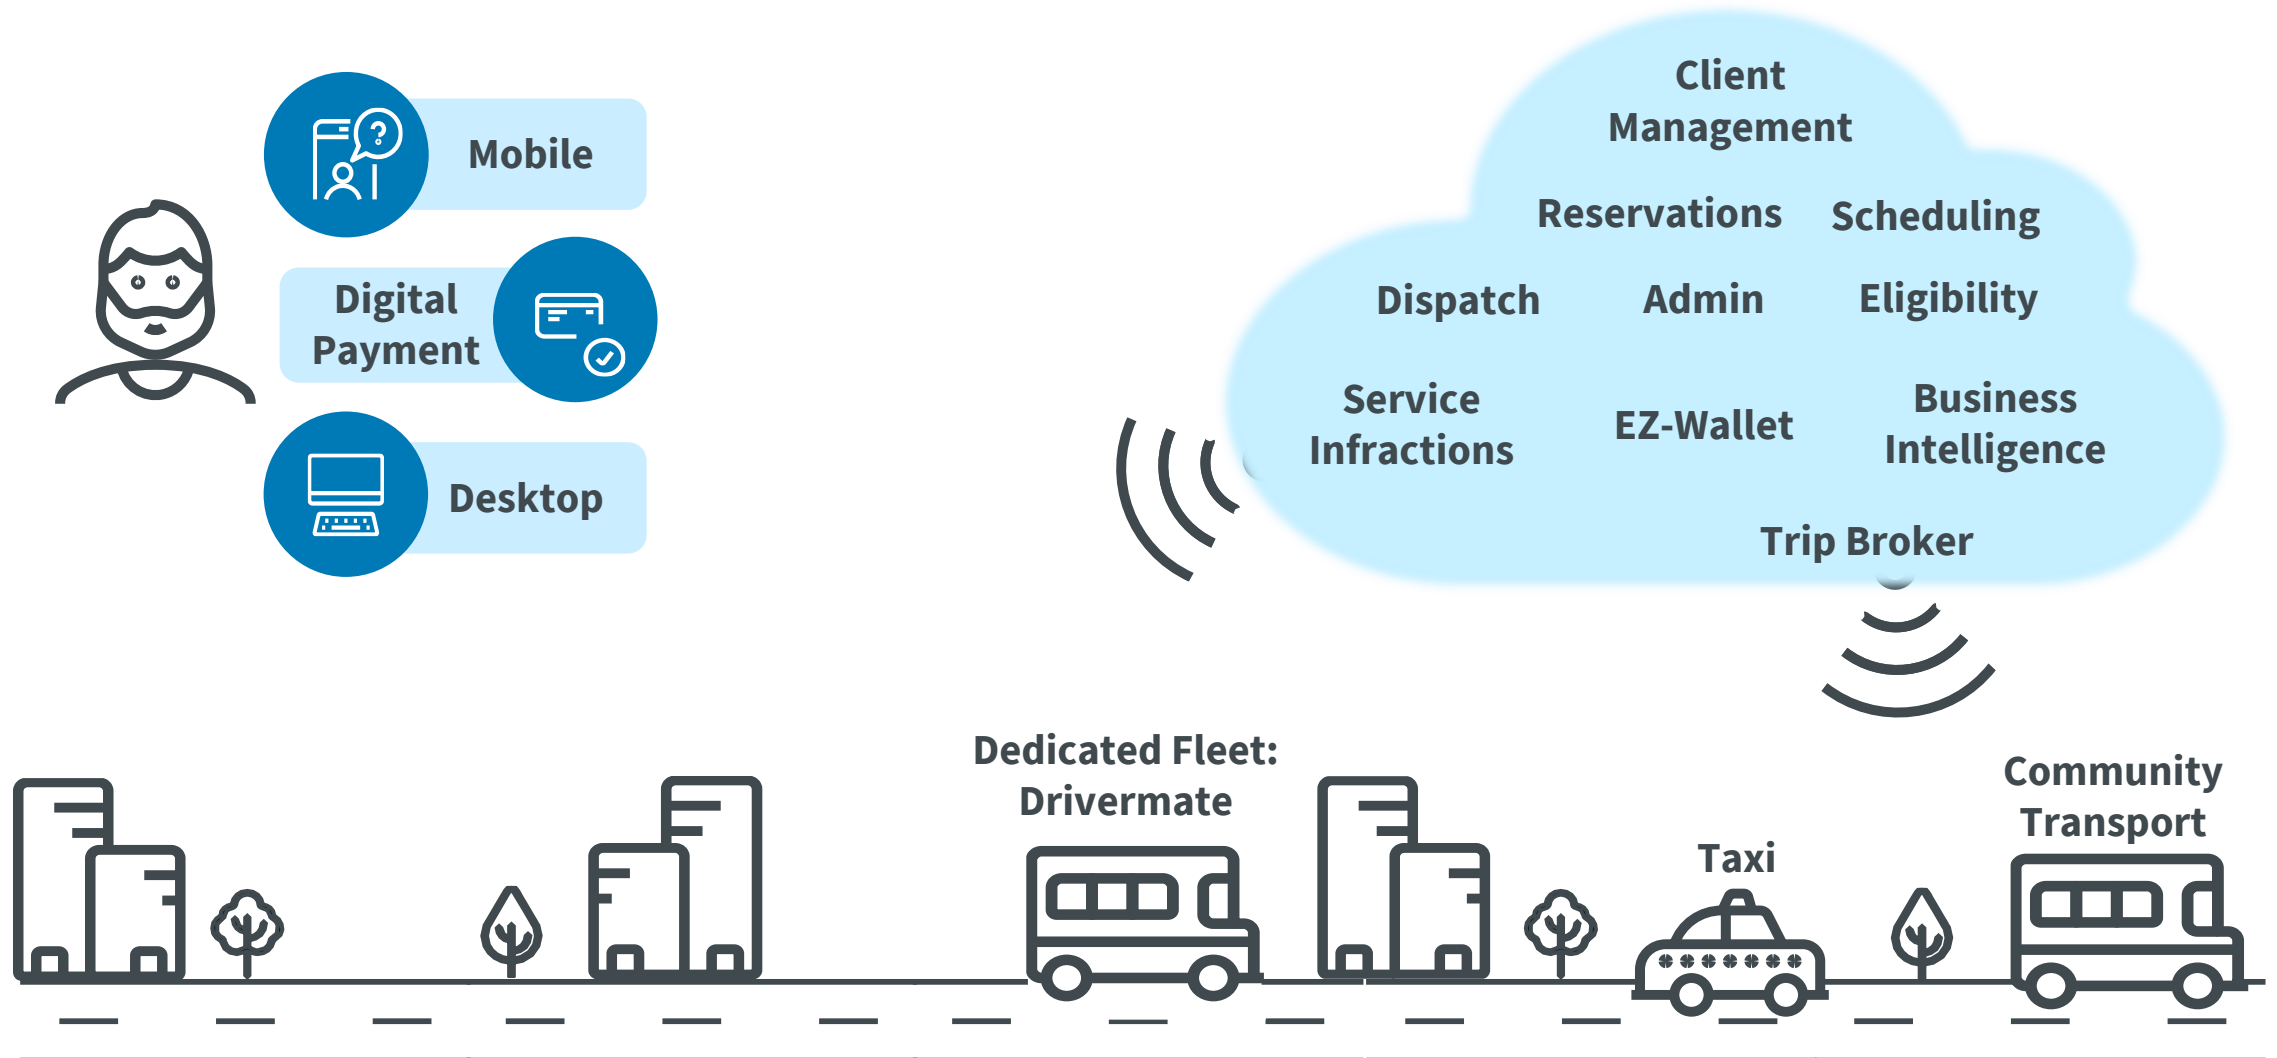 Mobile
Digital
Payment
Desktop
Client
Management
Reservations
Scheduling
Dispatch
Admin
Eligibility
Service
Infractions
EZ-Wallet
Business
Intelligence
Trip Broker
Dedicated Fleet:
Drivermate
Taxi
Community
Transport